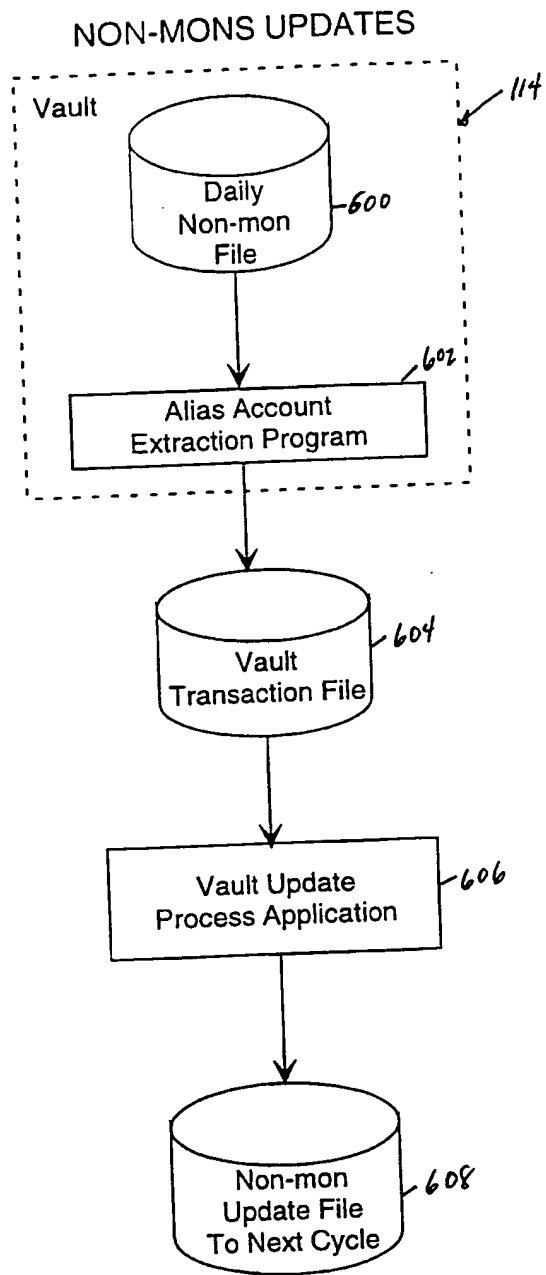 NON-MONS UPDATES
114
Vault
Daily
Non-mon
File
600
602
Alias Account
Extraction Program
604
Vault
Transaction File
Vault Update
Process Application
606
Non-mon
Update File
To Next Cycle
608